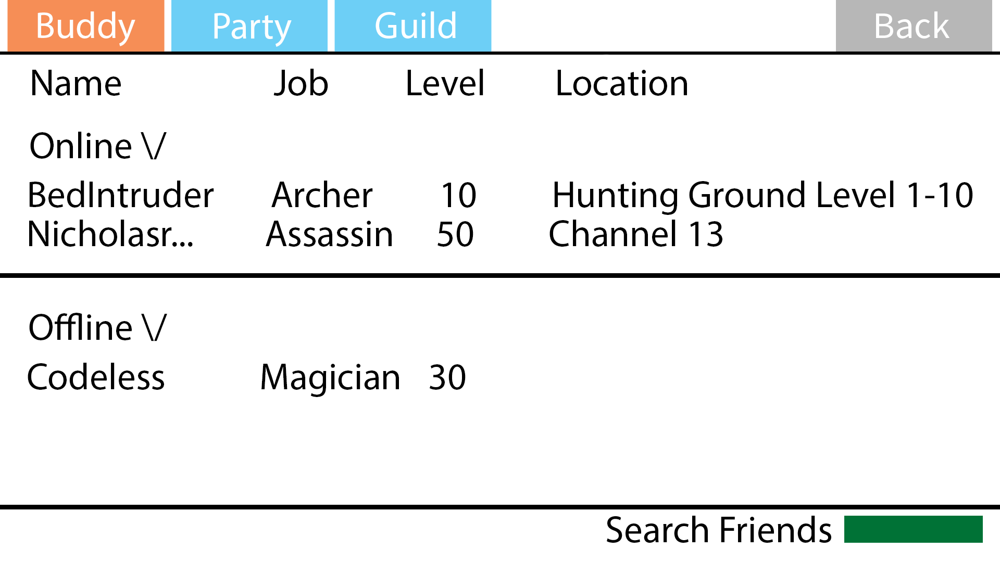 Buddy Party Guild Back
Name Job Level Location
Online \/
BedIntruder Archer 10 Hunting Ground Level 1-10
Nicholasr... Assassin 50 Channel 13
Offline \/
Codeless Magician 30
Search Friends